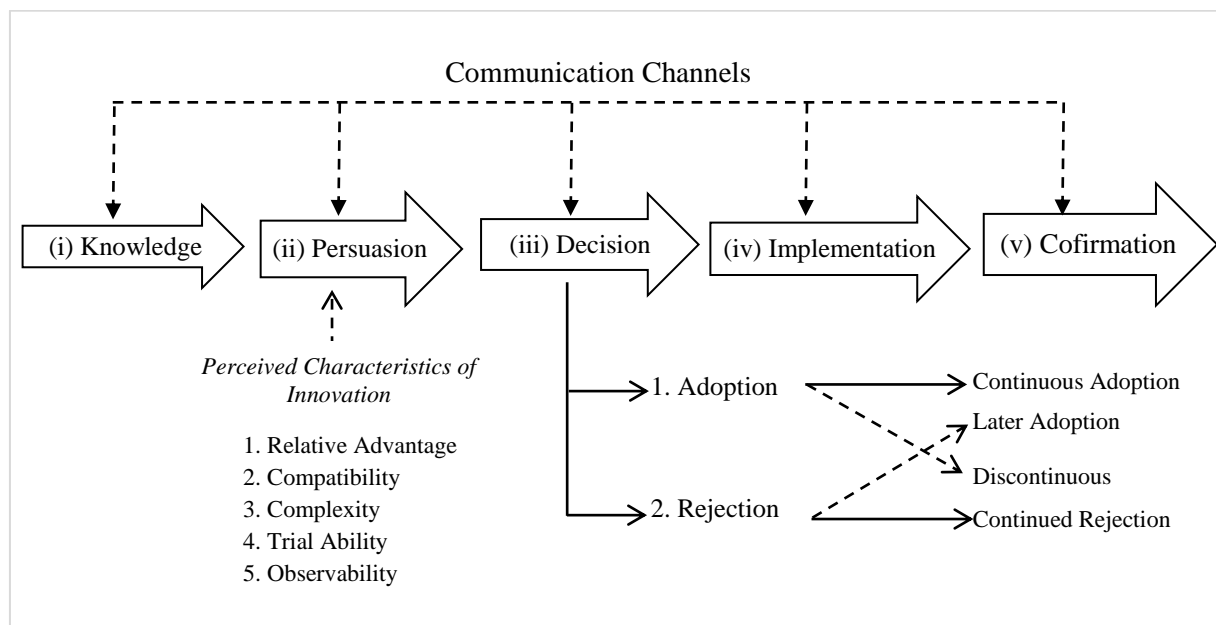 Communication Channels
(i) Knowledge
(ii) Persuasion
(iii) Decision
(iv) Implementation
(v) Cofirmation
Perceived Characteristics of
Innovation
1. Relative Advantage
2. Compatibility
3. Complexity
4. Trial Ability
5. Observability
1. Adoption
2. Rejection
Continuous Adoption
Later Adoption
Discontinuous
Continued Rejection